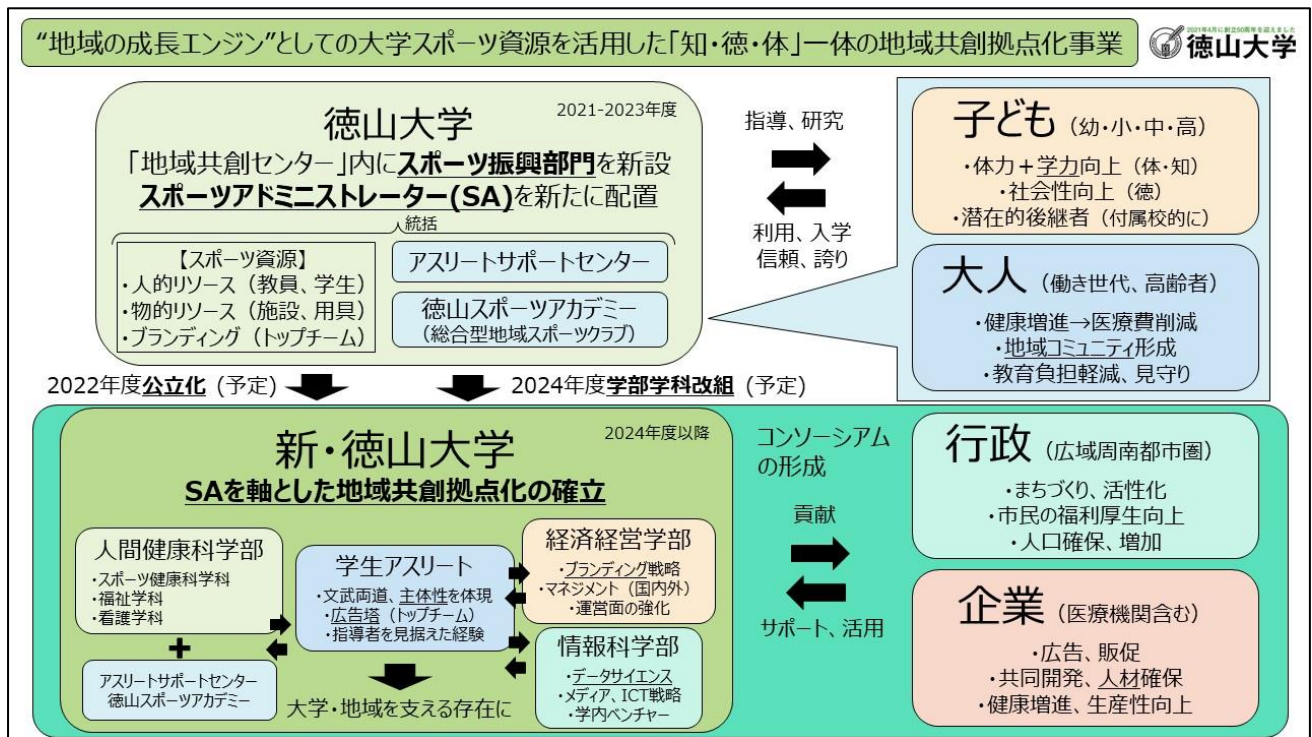 “地域の成長エンジン”としての大学スポーツ資源を活用した「知・徳・体」一体の地域共創拠点化事業
2021年4月に創立50周年を迎えました
徳山大学
徳山大学
2021-2023年度
「地域共創センター」内にスポーツ振興部門を新設
スポーツアドミニストレーター(SA)を新たに配置
統括
【スポーツ資源】
・人的リソース（教員、学生）
・物的リソース（施設、用具）
・ブランディング（トップチーム）
アスリートサポートセンター
徳山スポーツアカデミー
（総合型地域スポーツクラブ）
指導、研究
利用、入学
信頼、誇り
子ども（幼・小・中・高）
・体力＋学力向上（体・知）
・社会性向上（徳）
・潜在的後継者（付属校的に）
大人（働き世代、高齢者）
・健康増進→医療費削減
・地域コミュニティ形成
・教育負担軽減、見守り
2022年度公立化（予定）
2024年度学部学科改組（予定）
新・徳山大学
2024年度以降
SAを軸とした地域共創拠点化の確立
人間健康科学部
・スポーツ健康科学科
・福祉学科
・看護学科
+
アスリートサポートセンター
徳山スポーツアカデミー
学生アスリート
・文武両道、主体性を体現
・広告塔（トップチーム）
・指導者を見据えた経験
大学・地域を支える存在に
経済経営学部
・ブランディング戦略
・マネジメント（国内外）
・運営面の強化
情報科学部
・データサイエンス
・メディア、ICT戦略
・学内ベンチャー
コンソーシアム
の形成
貢献
サポート、活用
行政（広域周南都市圏）
・まちづくり、活性化
・市民の福利厚生向上
・人口確保、増加
企業（医療機関含む）
・広告、販促
・共同開発、人材確保
・健康増進、生産性向上